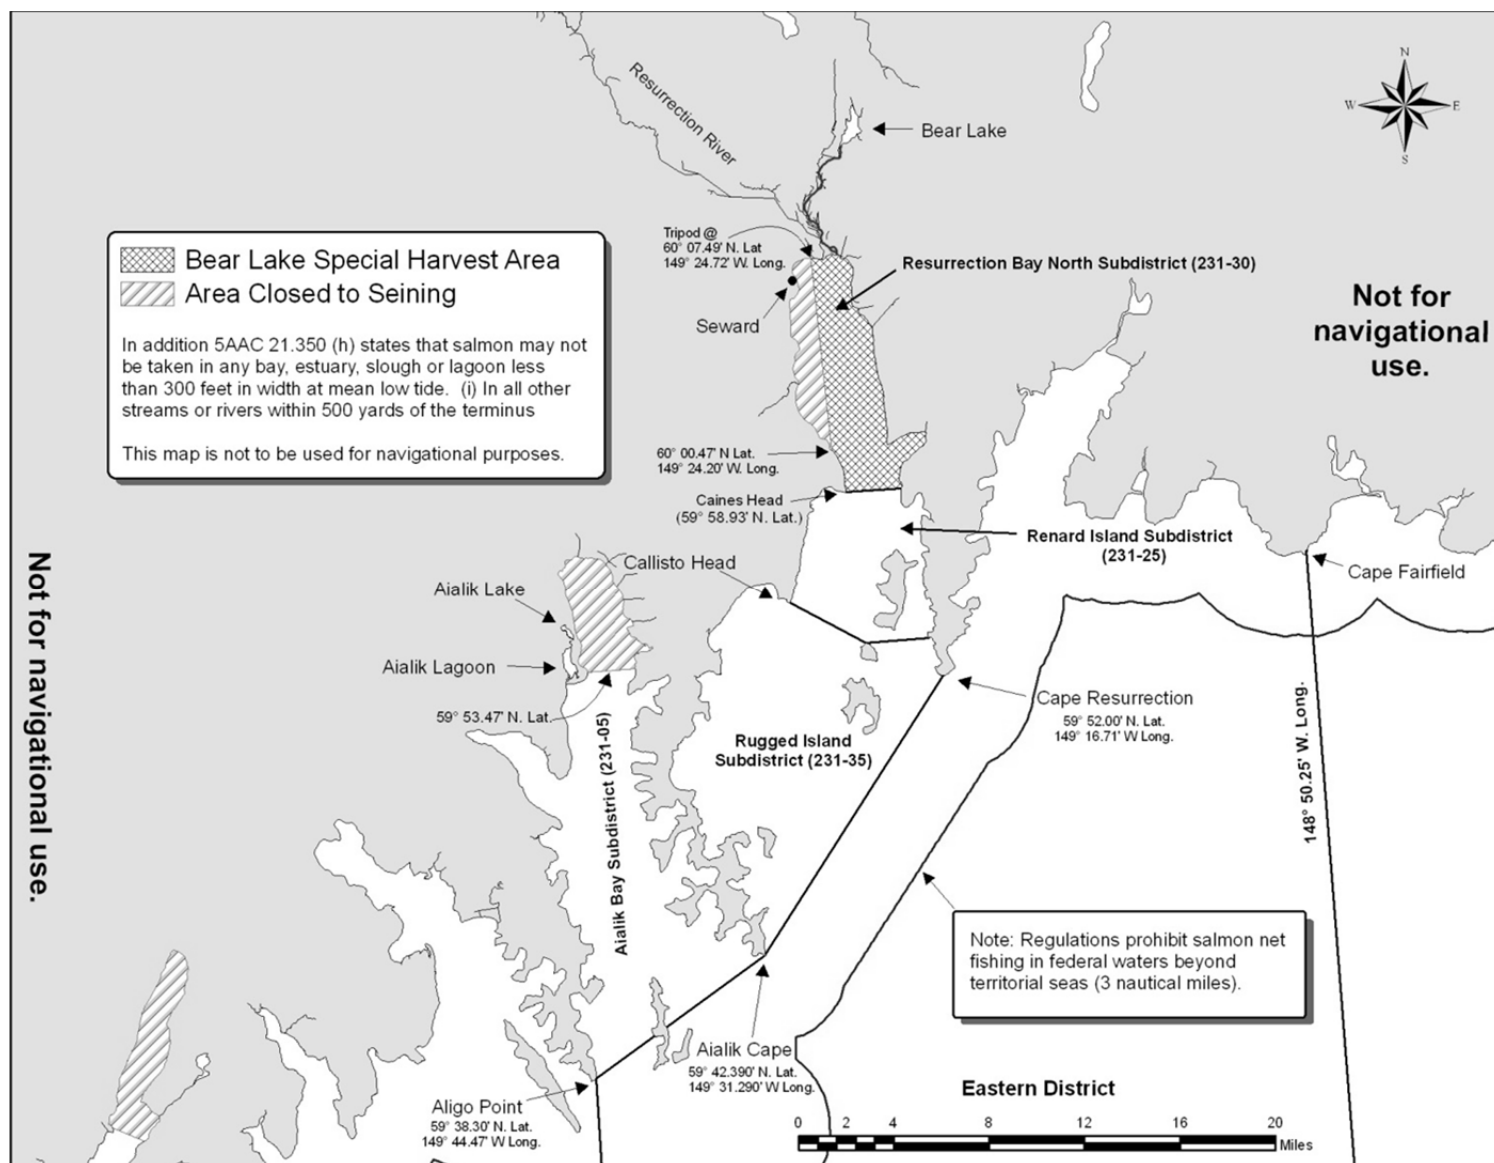 N
W
E
S
Resurrection River
Bear Lake
Tripod @
60° 07.49' N. Lat
149° 24.72' W. Long.
Resurrection Bay North Subdistrict (231-30)
Bear Lake Special Harvest Area
Area Closed to Seining
In addition 5AAC 21.350 (h) states that salmon may not
be taken in any bay, estuary, slough or lagoon less
than 300 feet in width at mean low tide. (i) In all other
streams or rivers within 500 yards of the terminus
This map is not to be used for navigational purposes.
Seward
Not for
navigational
use.
60° 00.47' N Lat.
149° 24.20' W. Long.
Caines Head
(59° 58.93' N. Lat.)
Renard Island Subdistrict
(231-25)
Callisto Head
Cape Fairfield
Not for navigational use.
Aialik Lake
Aialik Lagoon
59° 53.47' N. Lat.
Cape Resurrection
59° 52.00' N. Lat.
149° 16.71' W Long.
Rugged Island
Subdistrict (231-35)
Aialik Bay Subdistrict (231-05)
148° 50.25' W. Long.
Note: Regulations prohibit salmon net
fishing in federal waters beyond
territorial seas (3 nautical miles).
Aialik Cape
59° 42.390' N. Lat.
149° 31.290' W Long.
Aligo Point
59° 38.30' N. Lat.
149° 44.47' W Long.
Eastern District
0 2 4 8 12 16 20
Miles